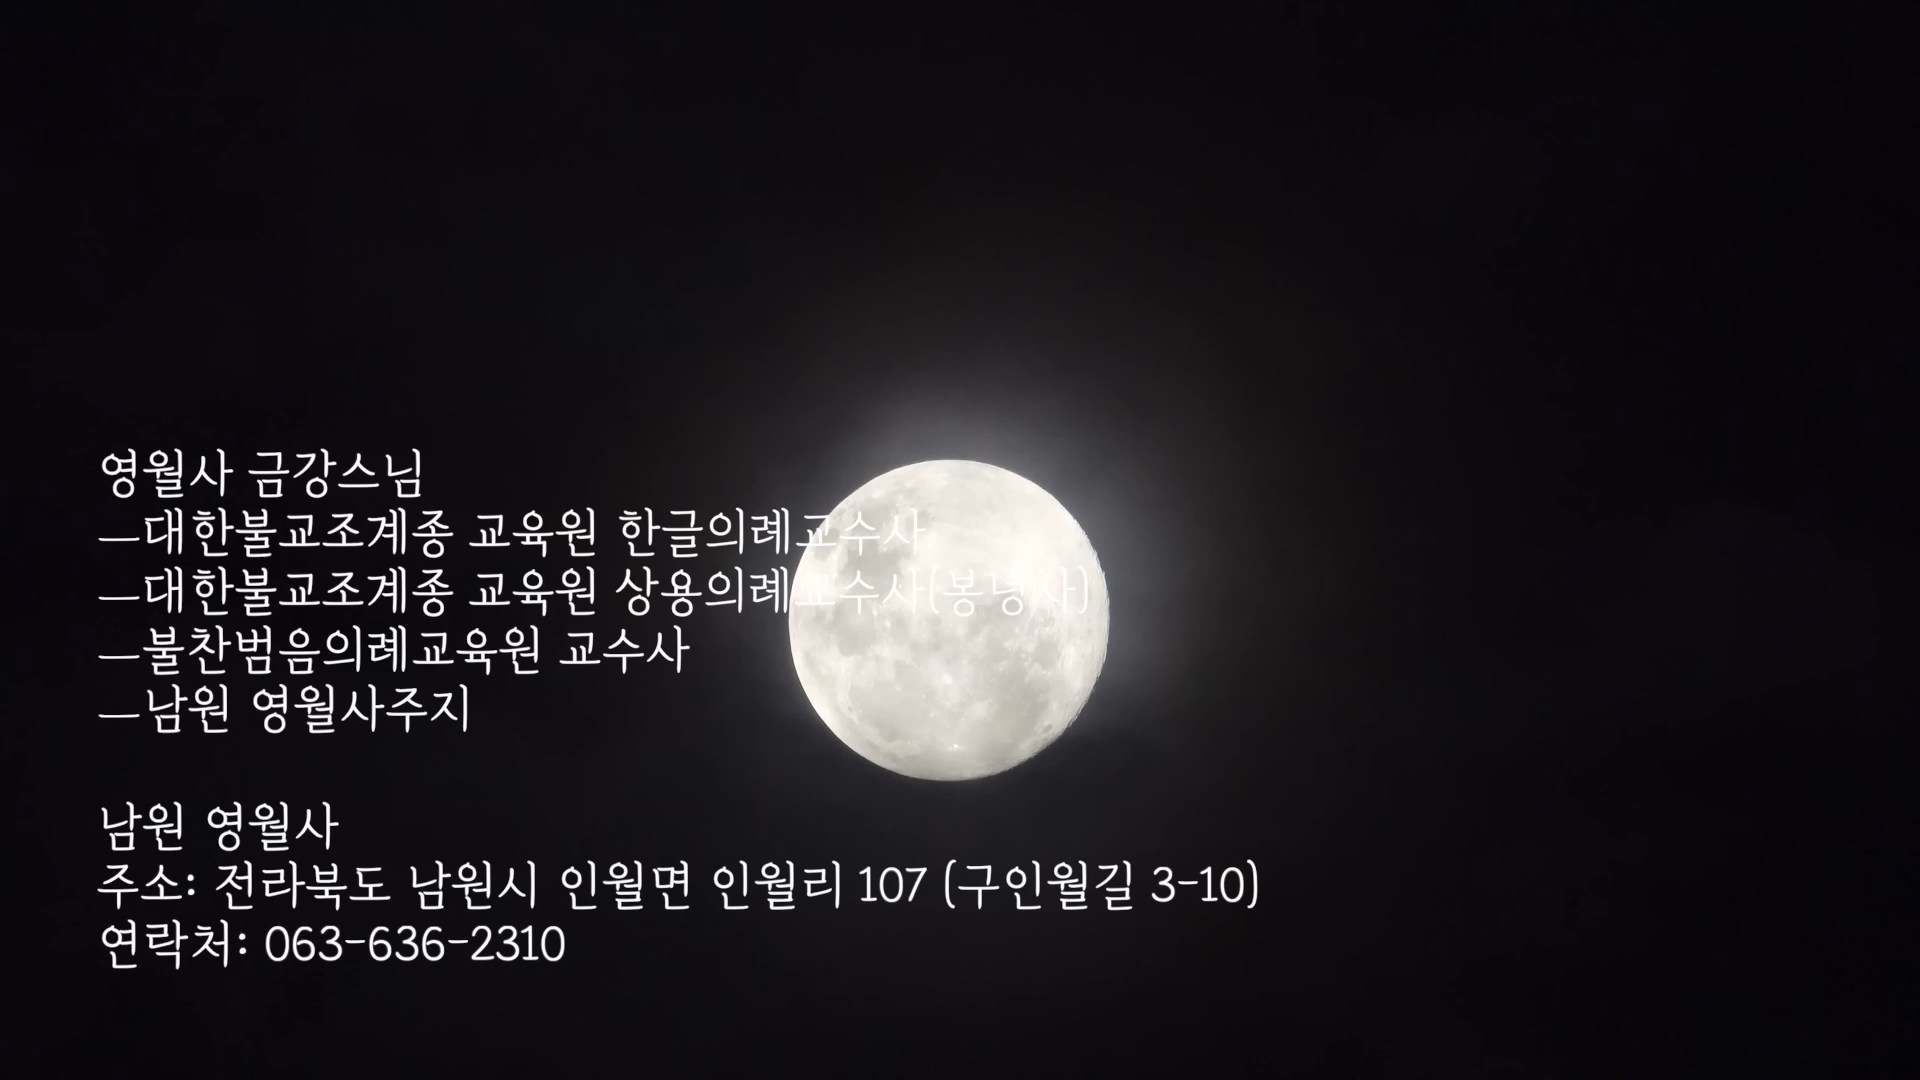 영월사 금강스님
—대한불교조계종 교육원 한글의례교수사
—대한불교조계종 교육원 상용의례교수사(봉녕사)
—불찬범음의례교육원 교수사
—남원 영월사주지
남원 영월사
주소: 전라북도 남원시 인월면 인월리 107 (구인월길 3-10)
연락처: 063-636-2310